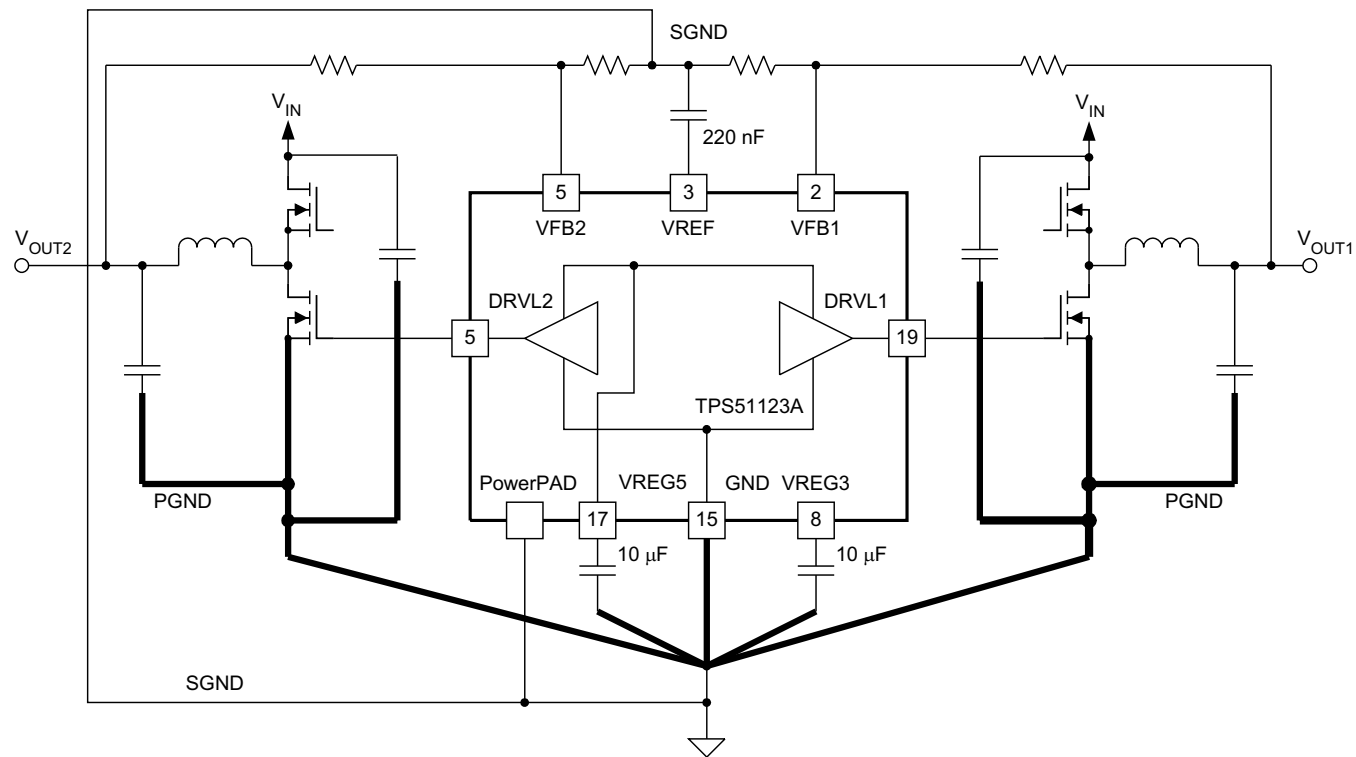 SGND
V_IN
V_IN
220 nF
5
3
2
VFB2
VREF
VFB1
V_OUT2
V_OUT1
DRVL2
DRVL1
5
19
TPS51123A
PowerPAD
VREG5
GND
VREG3
PGND
PGND
17
15
8
10 μF
10 μF
SGND